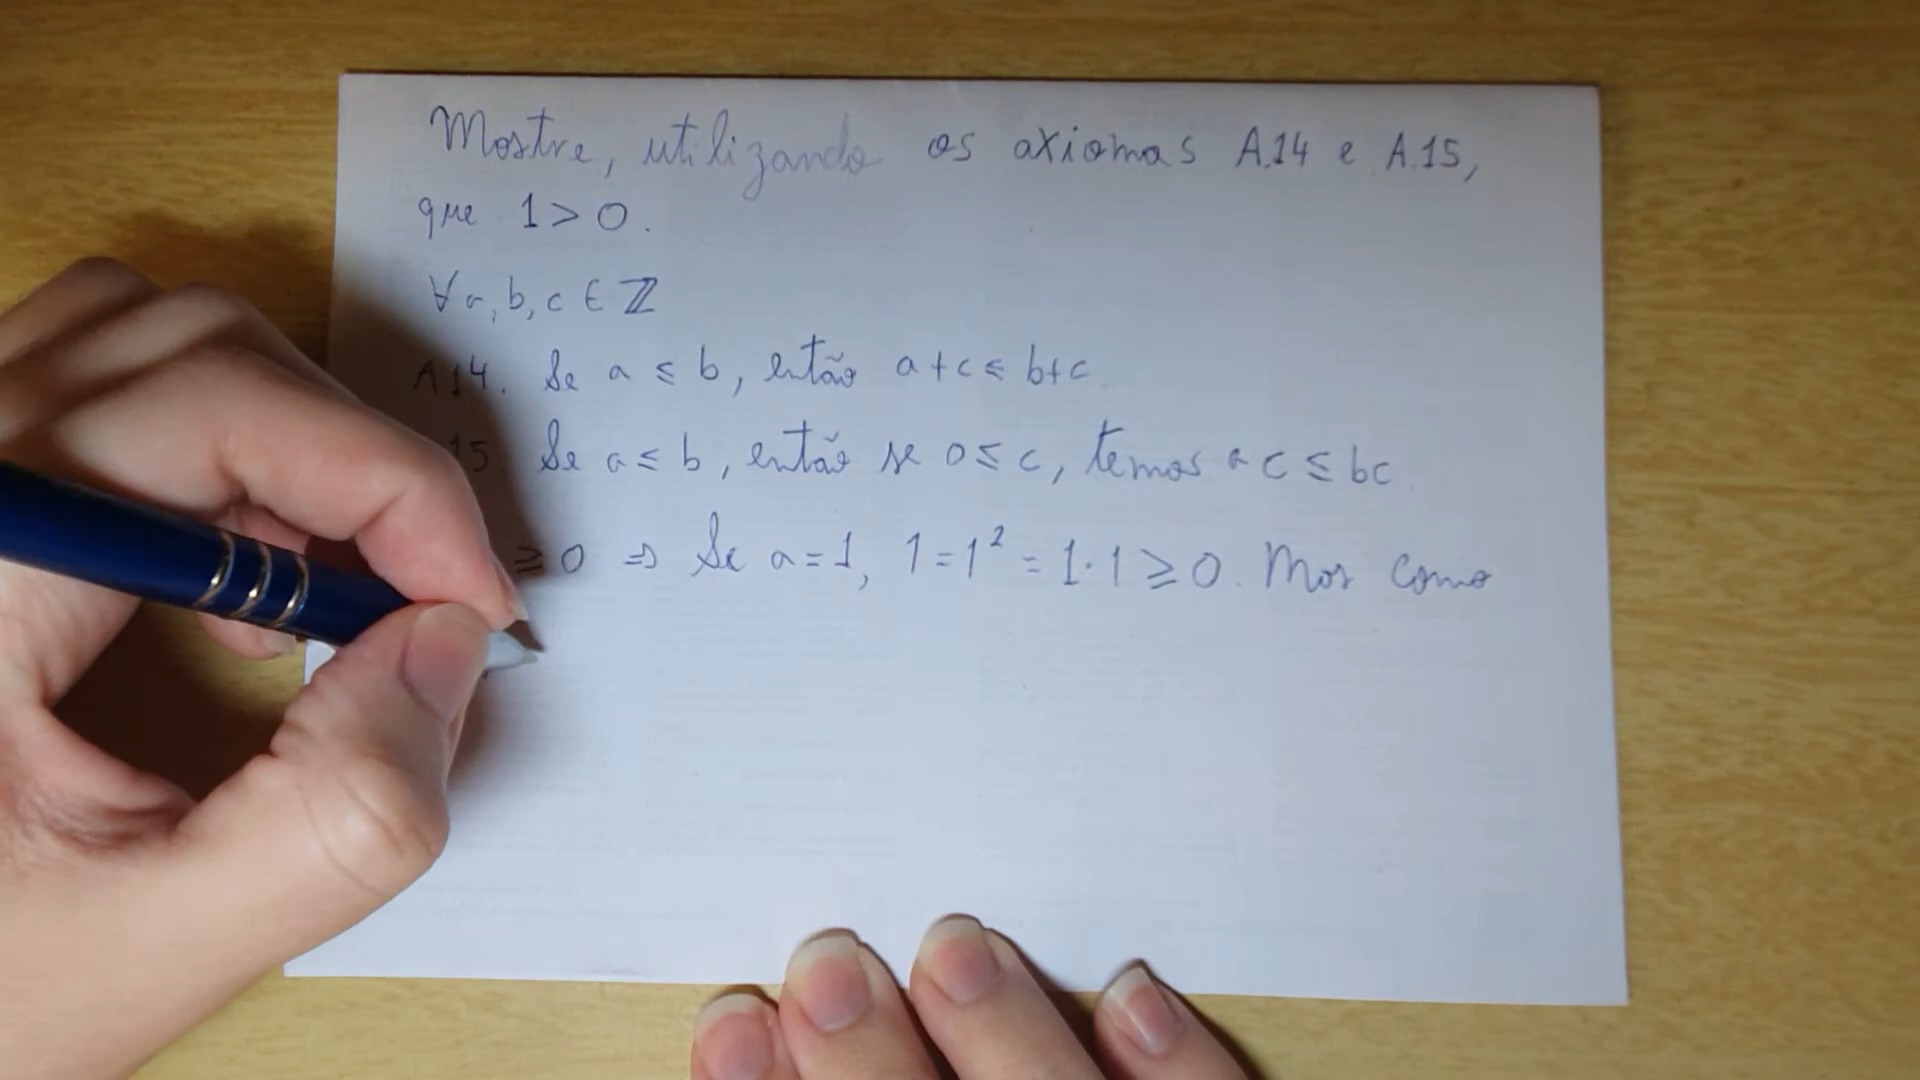 Mostre, utilizando os axiomas A.14 e A.15,
que 1 > 0.
∀ a, b, c ∈ ℤ
A14. Se a ≤ b, então a + c ≤ b + c
15 Se a ≤ b, então se 0 ≤ c, temos ac ≤ bc
≥ 0 ⇒ Se a = 1, 1 = 1² = 1·1 ≥ 0. Mas como